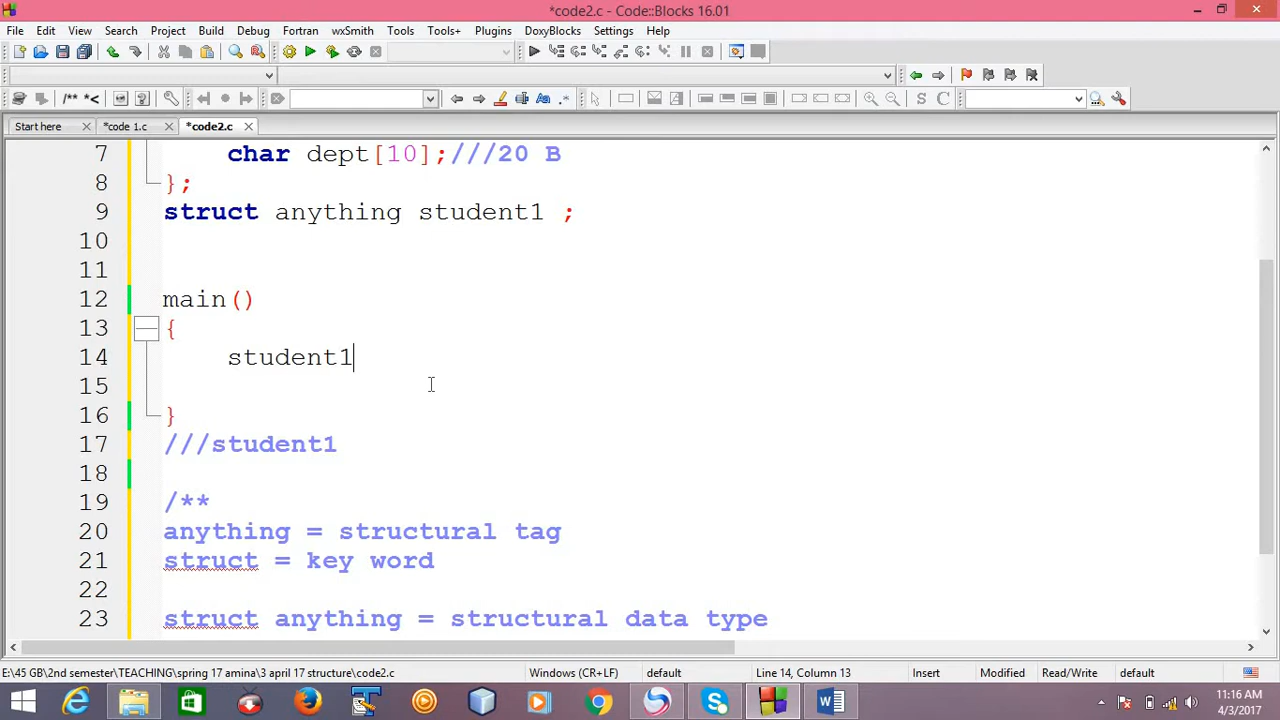 *code2.c - Code::Blocks 16.01
File Edit View Search Project Build Debug Fortran wxSmith Tools Tools+ Plugins DoxyBlocks Settings Help
/** *<
S C
Start here *code 1.c *code2.c
7 char dept[10];///20 B
8 };
9 struct anything student1 ;
10
11
12 main()
13 {
14 student1
15
16 }
17 ///student1
18
19 /**
20 anything = structural tag
21 struct = key word
22
23 struct anything = structural data type
E:\45 GB\2nd semester\TEACHING\spring 17 amina\3 april 17 structure\code2.c Windows (CR+LF) default Line 14, Column 13 Insert Modified Read/Write default
11:16 AM
4/3/2017